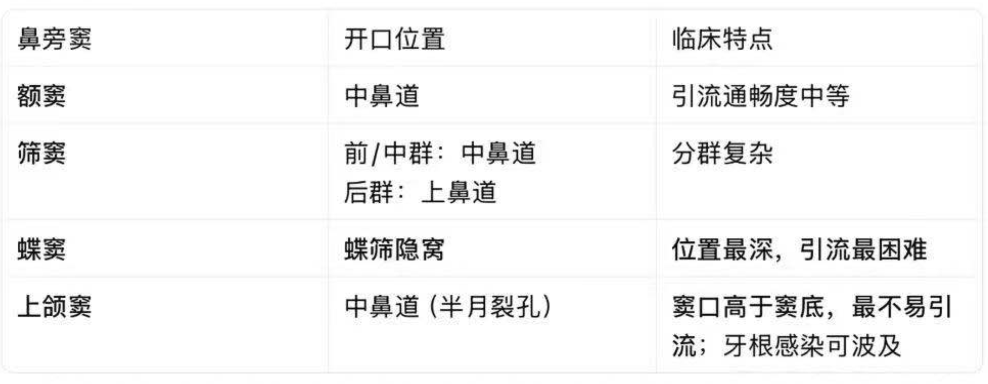 鼻旁窦 开口位置 临床特点
额窦 中鼻道 引流通畅度中等
筛窦 前/中群：中鼻道 分群复杂
后群：上鼻道
蝶窦 蝶筛隐窝 位置最深，引流最困难
上颌窦 中鼻道（半月裂孔） 窦口高于窦底，最不易引
流；牙根感染可波及